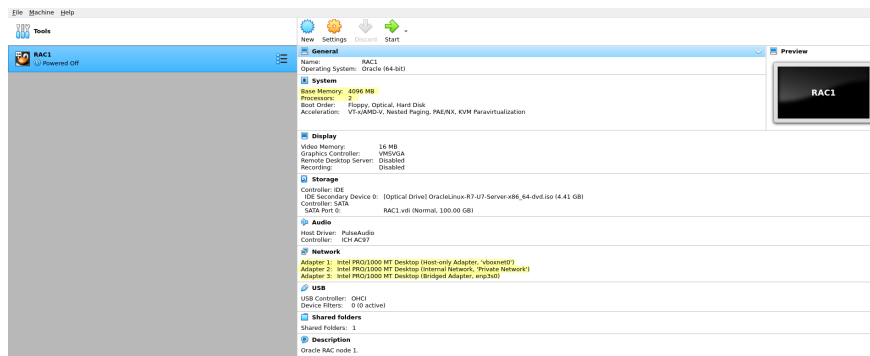 File Machine Help
Tools
New Settings Discard Start
RAC1
Powered Off
General
Name: RAC1
Operating System: Oracle (64-bit)
System
Base Memory: 4096 MB
Processors: 2
Boot Order: Floppy, Optical, Hard Disk
Acceleration: VT-x/AMD-V, Nested Paging, PAE/NX, KVM Paravirtualization
Display
Video Memory: 16 MB
Graphics Controller: VMSVGA
Remote Desktop Server: Disabled
Recording: Disabled
Storage
Controller: IDE
IDE Secondary Device 0: [Optical Drive] OracleLinux-R7-U7-Server-x86_64-dvd.iso (4.41 GB)
Controller: SATA
SATA Port 0: RAC1.vdi (Normal, 100.00 GB)
Audio
Host Driver: PulseAudio
Controller: ICH AC97
Network
Adapter 1: Intel PRO/1000 MT Desktop (Host-only Adapter, 'vboxnet0')
Adapter 2: Intel PRO/1000 MT Desktop (Internal Network, 'Private Network')
Adapter 3: Intel PRO/1000 MT Desktop (Bridged Adapter, enp3s0)
USB
USB Controller: OHCI
Device Filters: 0 (0 active)
Shared folders
Shared Folders: 1
Description
Oracle RAC node 1.
Preview
RAC1